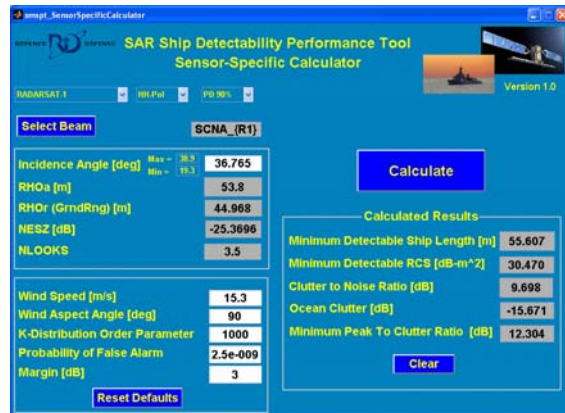 smspt_SensorSpecificCalculator
DEFENCE R&D DÉFENSE
SAR Ship Detectability Performance Tool
Sensor-Specific Calculator
Version 1.0
RADARSAT-1 HH-Pol PD 90%
Select Beam SCNA_{R1}
Incidence Angle [deg] Max = 38.9 Min = 19.3 36.765
RHOa [m] 53.8
RHOr (GrndRng) [m] 44.968
NESZ [dB] -25.3696
NLOOKS 3.5
Wind Speed [m/s] 15.3
Wind Aspect Angle [deg] 90
K-Distribution Order Parameter 1000
Probability of False Alarm 2.5e-009
Margin [dB] 3
Reset Defaults
Calculate
Calculated Results
Minimum Detectable Ship Length [m] 55.607
Minimum Detectable RCS [dB-m^2] 30.470
Clutter to Noise Ratio [dB] 9.698
Ocean Clutter [dB] -15.671
Minimum Peak To Clutter Ratio [dB] 12.304
Clear